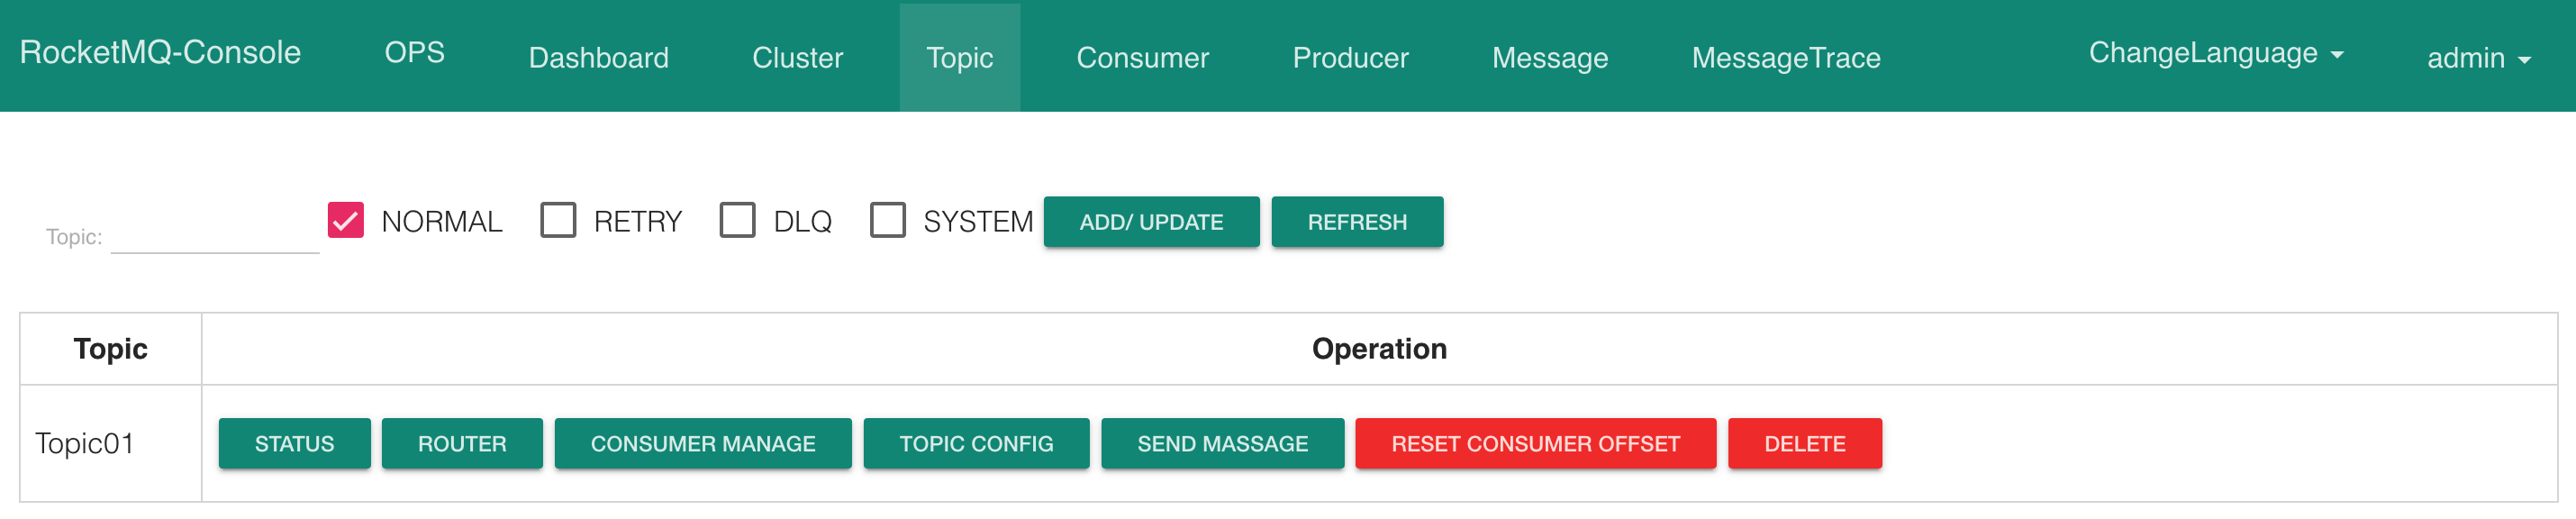 RocketMQ-Console OPS Dashboard Cluster Topic Consumer Producer Message MessageTrace ChangeLanguage admin
Topic: NORMAL RETRY DLQ SYSTEM ADD/ UPDATE REFRESH
Topic Operation
Topic01 STATUS ROUTER CONSUMER MANAGE TOPIC CONFIG SEND MASSAGE RESET CONSUMER OFFSET DELETE